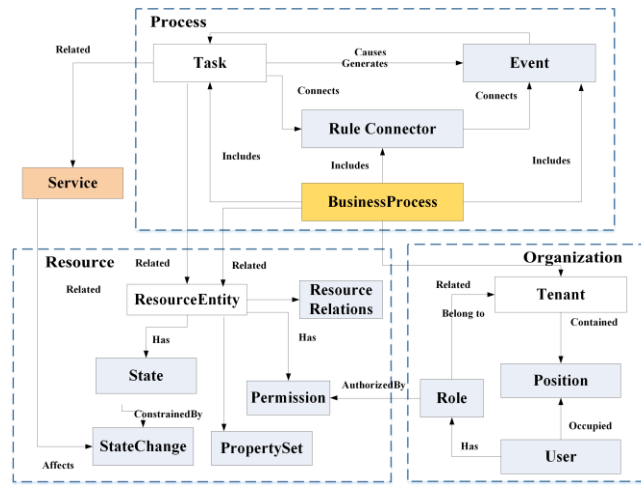 Process
Related
Task
Causes
Generates
Event
Connects
Connects
Rule Connector
Includes
Includes
Includes
Service
BusinessProcess
Resource
Organization
Related
Related
Related
Resource
Relations
Related
ResourceEntity
Tenant
Belong to
Has
Has
Contained
State
Permission
AuthorizedBy
Role
Position
ConstrainedBy
StateChange
PropertySet
Has
Occupied
User
Affects